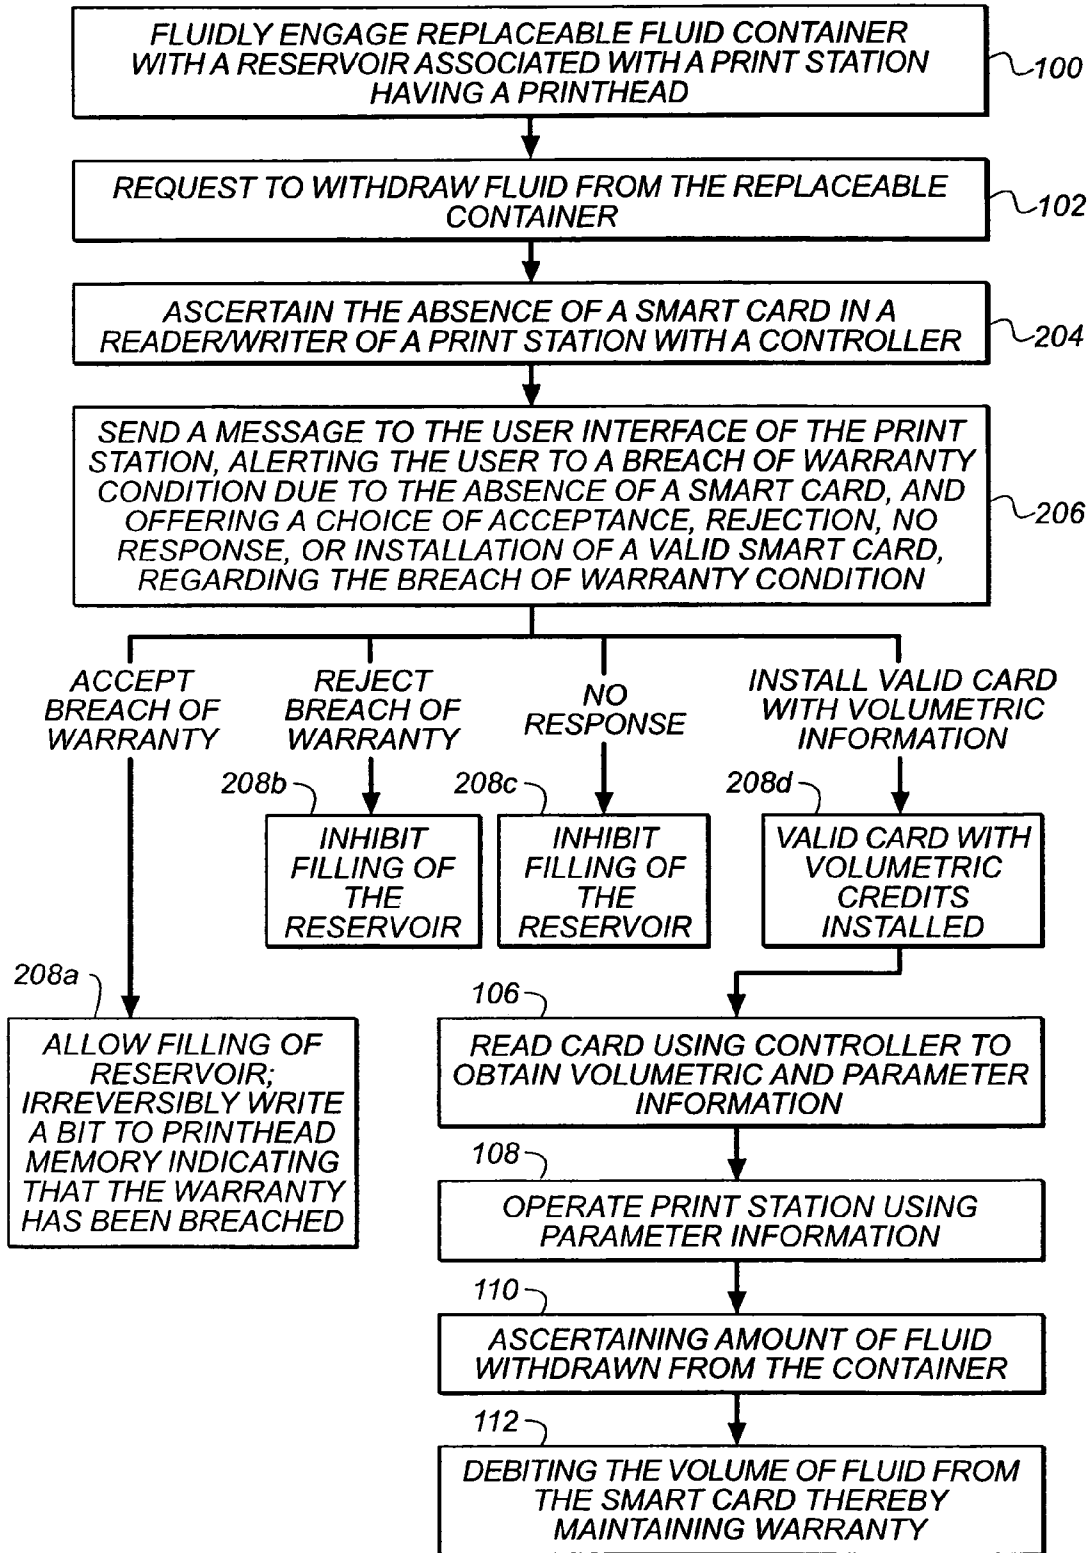 FLUIDLY ENGAGE REPLACEABLE FLUID CONTAINER
WITH A RESERVOIR ASSOCIATED WITH A PRINT STATION
HAVING A PRINTHEAD
100
REQUEST TO WITHDRAW FLUID FROM THE REPLACEABLE
CONTAINER
102
ASCERTAIN THE ABSENCE OF A SMART CARD IN A
READER/WRITER OF A PRINT STATION WITH A CONTROLLER
204
SEND A MESSAGE TO THE USER INTERFACE OF THE PRINT
STATION, ALERTING THE USER TO A BREACH OF WARRANTY
CONDITION DUE TO THE ABSENCE OF A SMART CARD, AND
OFFERING A CHOICE OF ACCEPTANCE, REJECTION, NO
RESPONSE, OR INSTALLATION OF A VALID SMART CARD,
REGARDING THE BREACH OF WARRANTY CONDITION
206
ACCEPT
BREACH OF
WARRANTY
REJECT
BREACH OF
WARRANTY
NO
RESPONSE
INSTALL VALID CARD
WITH VOLUMETRIC
INFORMATION
208b
INHIBIT
FILLING OF
THE
RESERVOIR
208c
INHIBIT
FILLING OF
THE
RESERVOIR
208d
VALID CARD WITH
VOLUMETRIC
CREDITS
INSTALLED
208a
ALLOW FILLING OF
RESERVOIR;
IRREVERSIBLY WRITE
A BIT TO PRINTHEAD
MEMORY INDICATING
THAT THE WARRANTY
HAS BEEN BREACHED
106
READ CARD USING CONTROLLER TO
OBTAIN VOLUMETRIC AND PARAMETER
INFORMATION
108
OPERATE PRINT STATION USING
PARAMETER INFORMATION
110
ASCERTAINING AMOUNT OF FLUID
WITHDRAWN FROM THE CONTAINER
112
DEBITING THE VOLUME OF FLUID FROM
THE SMART CARD THEREBY
MAINTAINING WARRANTY